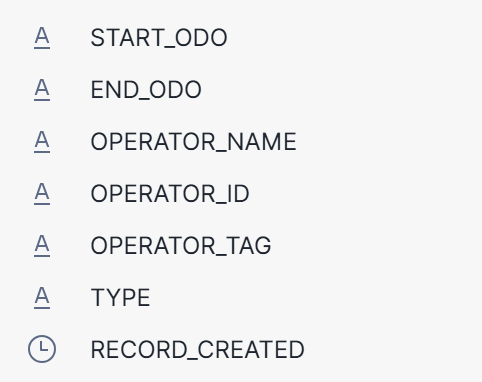 A START_ODO
A END_ODO
A OPERATOR_NAME
A OPERATOR_ID
A OPERATOR_TAG
A TYPE
RECORD_CREATED